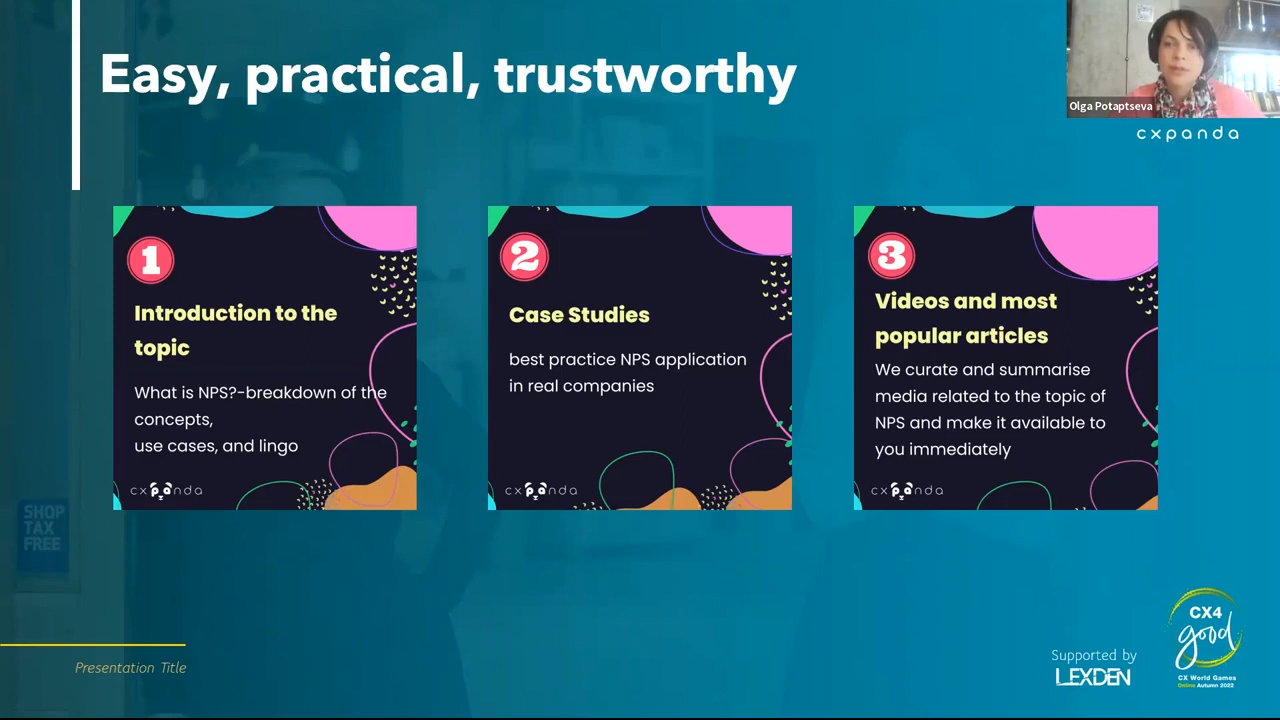 Easy, practical, trustworthy
Olga Potaptseva
cxpanda
1
Introduction to the
topic
What is NPS?-breakdown of the
concepts,
use cases, and lingo
cxpanda
2
Case Studies
best practice NPS application
in real companies
cxpanda
3
Videos and most
popular articles
We curate and summarise
media related to the topic of
NPS and make it available to
you immediately
cxpanda
SHOP
TAX
FREE
Presentation Title
Supported by
LEXDEN
CX4
good
CX World Games
Online Autumn 2022